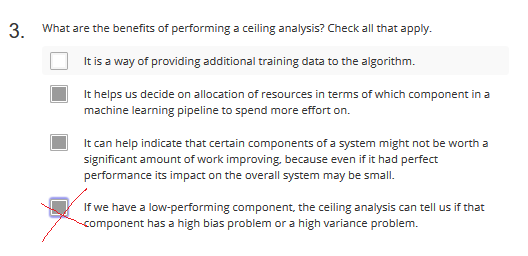 3. What are the benefits of performing a ceiling analysis? Check all that apply.
It is a way of providing additional training data to the algorithm.
It helps us decide on allocation of resources in terms of which component in a
machine learning pipeline to spend more effort on.
It can help indicate that certain components of a system might not be worth a
significant amount of work improving, because even if it had perfect
performance its impact on the overall system may be small.
If we have a low-performing component, the ceiling analysis can tell us if that
component has a high bias problem or a high variance problem.